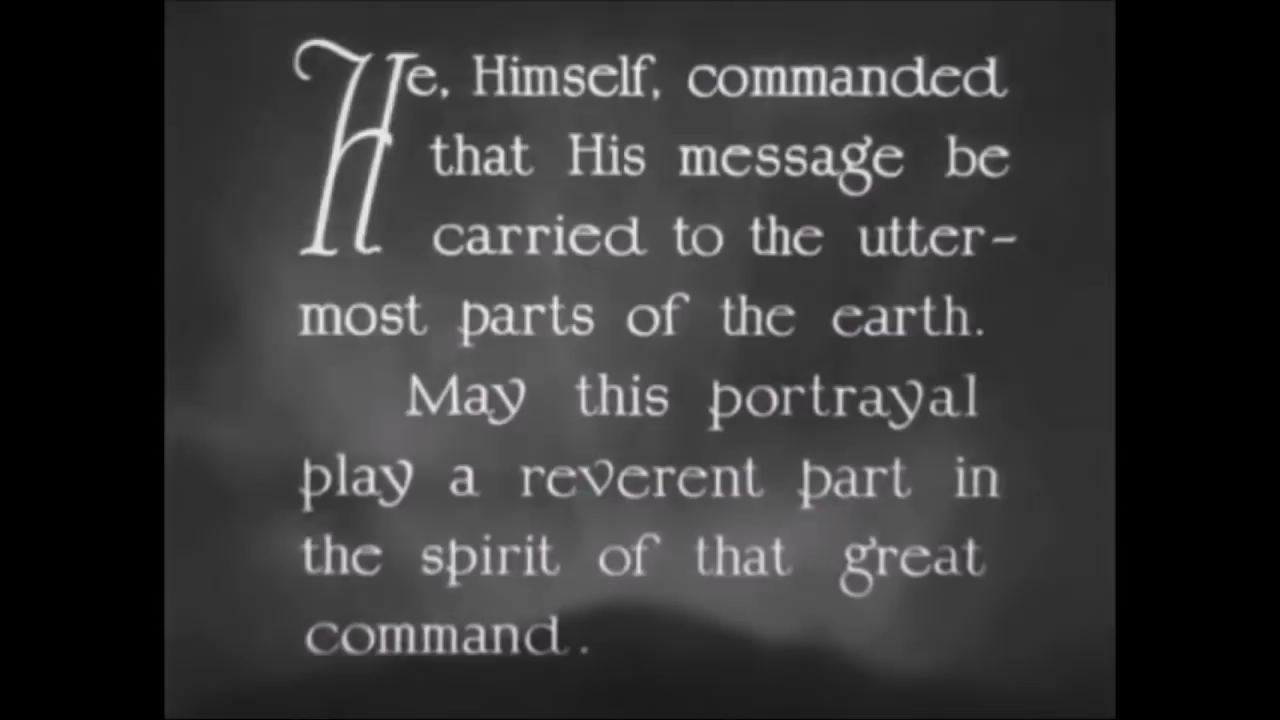 He, Himself, commanded
that His message be
carried to the utter-
most parts of the earth.
May this portrayal
play a reverent part in
the spirit of that great
command.